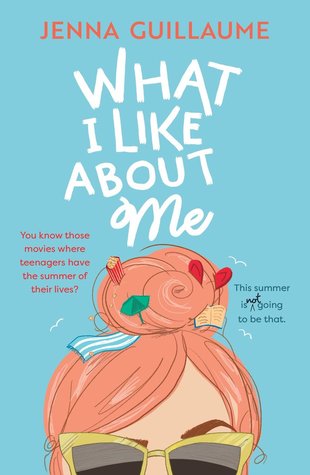 JENNA GUILLAUME
WHAT
I LIKE
ABOUT
Me
You know those
movies where
teenagers have
the summer of
their lives?
This summer
is not going
to be that.